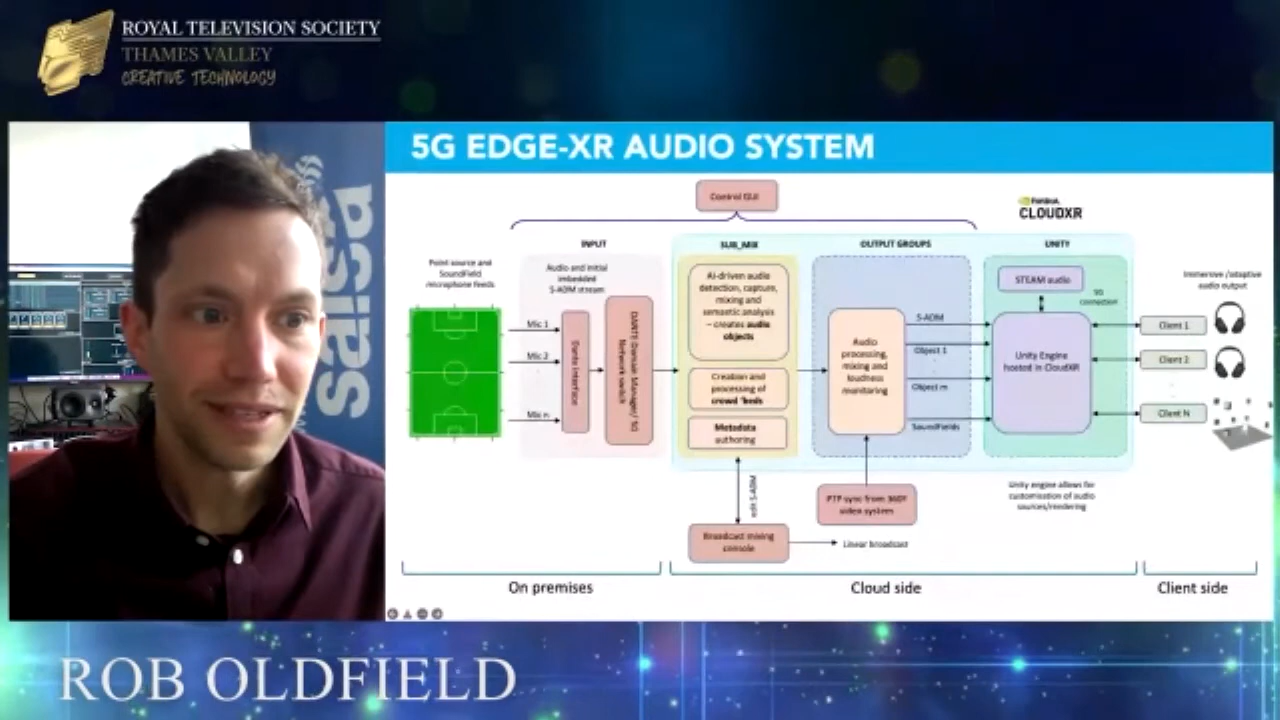 ROYAL TELEVISION SOCIETY
THAMES VALLEY
CREATIVE TECHNOLOGY
salsa
5G EDGE-XR AUDIO SYSTEM
Control GUI
NVIDIA.
CLOUDXR
INPUT
SUB_MIX
OUTPUT GROUPS
UNITY
Point source and
SoundField
microphone feeds
Audio and initial
embedded
S-ADM stream
Mic 1
Mic 2
Mic n
Dante interface
DANTE Domain Manager/ 5G
Network switch
AI-driven audio
detection, capture,
mixing and
semantic analysis
– creates audio
objects
Creation and
processing of
crowd 'beds
Metadata
authoring
Audio
processing,
mixing and
loudness
monitoring
S-ADM
Object 1
Object m
SoundFields
STEAM audio
5G
connection
Unity Engine
hosted in CloudXR
Immersive /adaptive
audio output
Client 1
Client 2
Client N
edit S-ADM
PTP sync from 360º
video system
Unity engine allows for
customisation of audio
sources/rendering
Broadcast mixing
console
Linear broadcast
On premises
Cloud side
Client side
ROB OLDFIELD